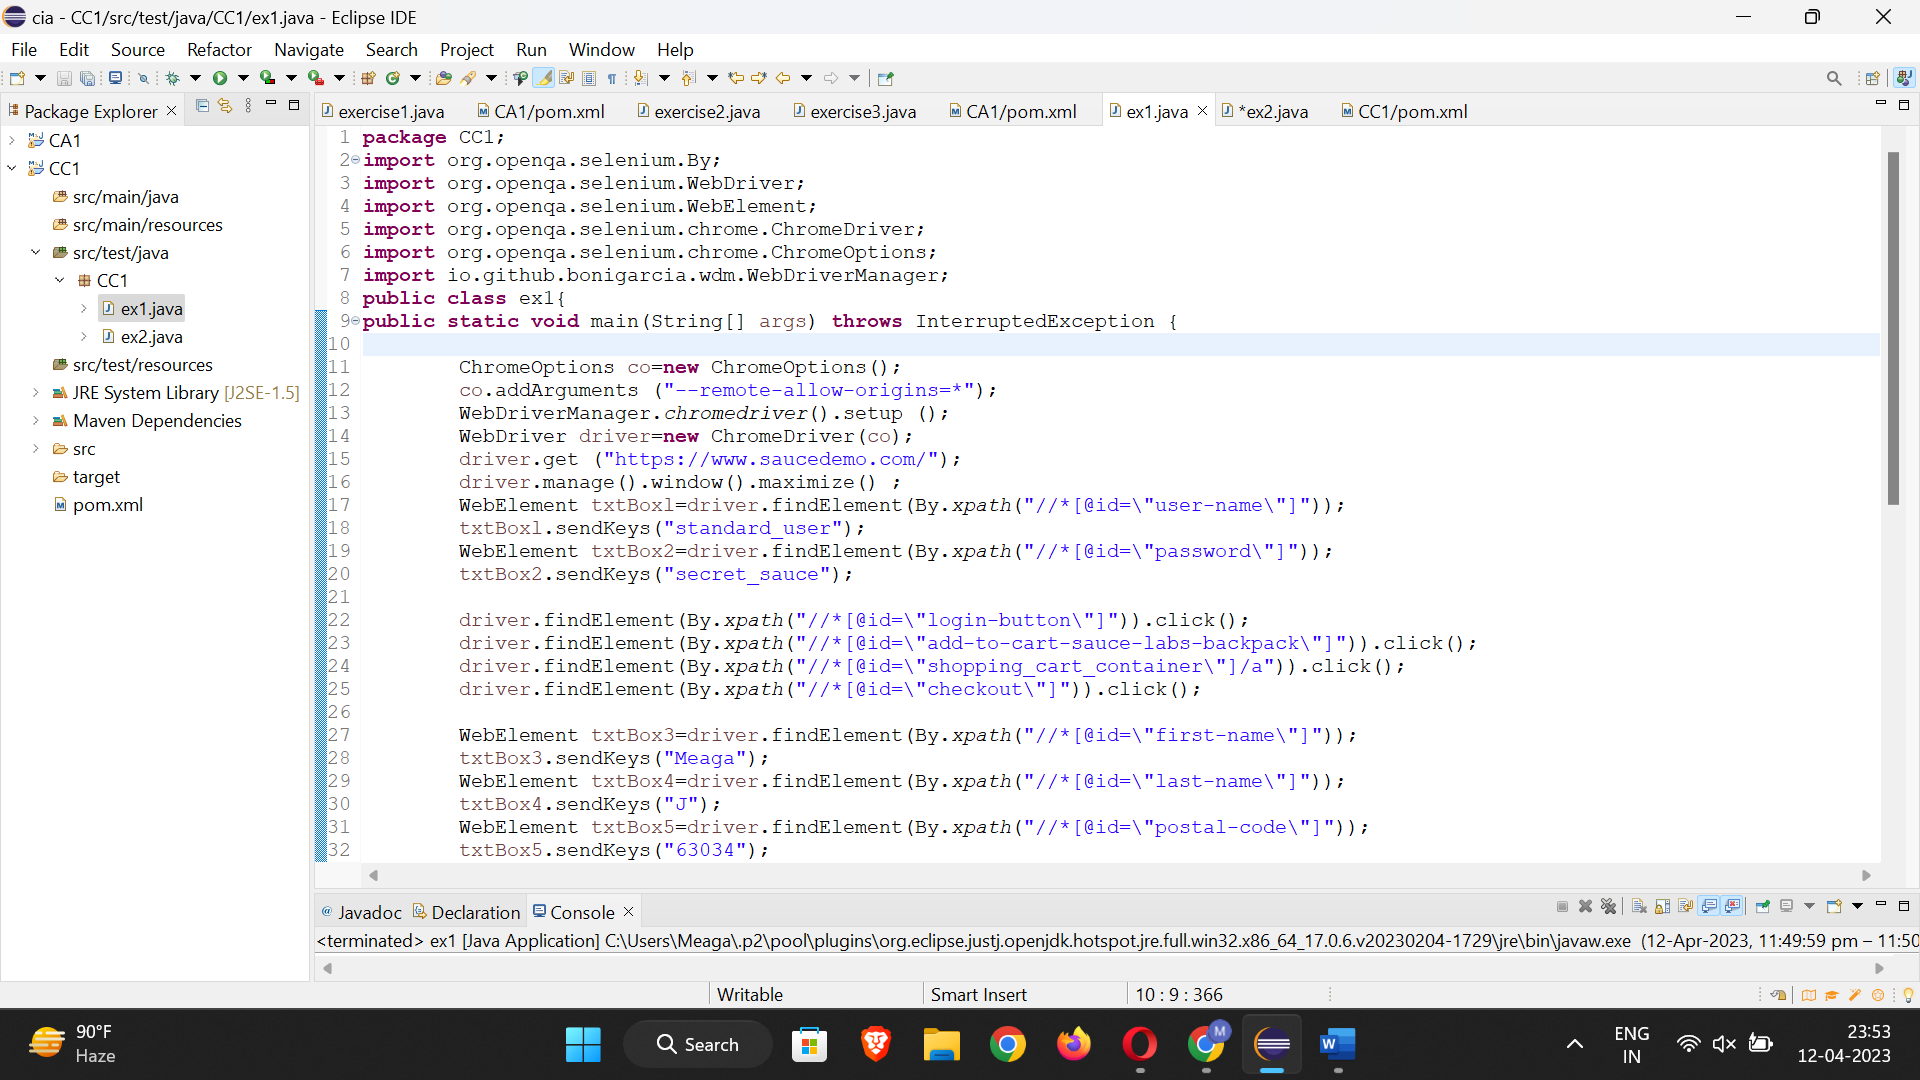 cia - CC1/src/test/java/CC1/ex1.java - Eclipse IDE
File Edit Source Refactor Navigate Search Project Run Window Help
Package Explorer
exercise1.java CA1/pom.xml exercise2.java exercise3.java CA1/pom.xml ex1.java *ex2.java CC1/pom.xml
CA1
CC1
src/main/java
src/main/resources
src/test/java
CC1
ex1.java
ex2.java
src/test/resources
JRE System Library [J2SE-1.5]
Maven Dependencies
src
target
pom.xml
1 package CC1;
2 import org.openqa.selenium.By;
3 import org.openqa.selenium.WebDriver;
4 import org.openqa.selenium.WebElement;
5 import org.openqa.selenium.chrome.ChromeDriver;
6 import org.openqa.selenium.chrome.ChromeOptions;
7 import io.github.bonigarcia.wdm.WebDriverManager;
8 public class ex1{
9 public static void main(String[] args) throws InterruptedException {
10
11 ChromeOptions co=new ChromeOptions();
12 co.addArguments ("--remote-allow-origins=*");
13 WebDriverManager.chromedriver().setup ();
14 WebDriver driver=new ChromeDriver(co);
15 driver.get ("https://www.saucedemo.com/");
16 driver.manage().window().maximize() ;
17 WebElement txtBoxl=driver.findElement(By.xpath("//*[@id=\"user-name\"]"));
18 txtBoxl.sendKeys("standard_user");
19 WebElement txtBox2=driver.findElement(By.xpath("//*[@id=\"password\"]"));
20 txtBox2.sendKeys("secret_sauce");
21
22 driver.findElement(By.xpath("//*[@id=\"login-button\"]")).click();
23 driver.findElement(By.xpath("//*[@id=\"add-to-cart-sauce-labs-backpack\"]")).click();
24 driver.findElement(By.xpath("//*[@id=\"shopping_cart_container\"]/a")).click();
25 driver.findElement(By.xpath("//*[@id=\"checkout\"]")).click();
26
27 WebElement txtBox3=driver.findElement(By.xpath("//*[@id=\"first-name\"]"));
28 txtBox3.sendKeys("Meaga");
29 WebElement txtBox4=driver.findElement(By.xpath("//*[@id=\"last-name\"]"));
30 txtBox4.sendKeys("J");
31 WebElement txtBox5=driver.findElement(By.xpath("//*[@id=\"postal-code\"]"));
32 txtBox5.sendKeys("63034");
@ Javadoc Declaration Console
<terminated> ex1 [Java Application] C:\Users\Meaga\.p2\pool\plugins\org.eclipse.justj.openjdk.hotspot.jre.full.win32.x86_64_17.0.6.v20230204-1729\jre\bin\javaw.exe (12-Apr-2023, 11:49:59 pm – 11:50
Writable Smart Insert 10 : 9 : 366
90°F
Haze
Search
M
W
ENG
IN
23:53
12-04-2023